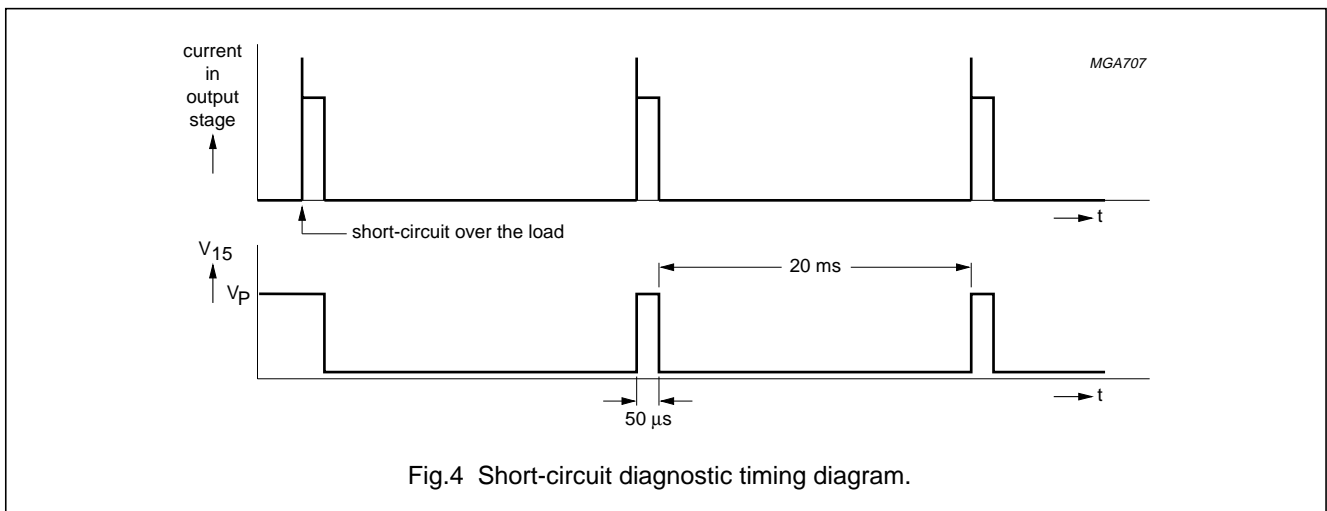 current
in
output
stage
MGA707
t
short-circuit over the load
V15
VP
20 ms
t
50 µs
Fig.4 Short-circuit diagnostic timing diagram.